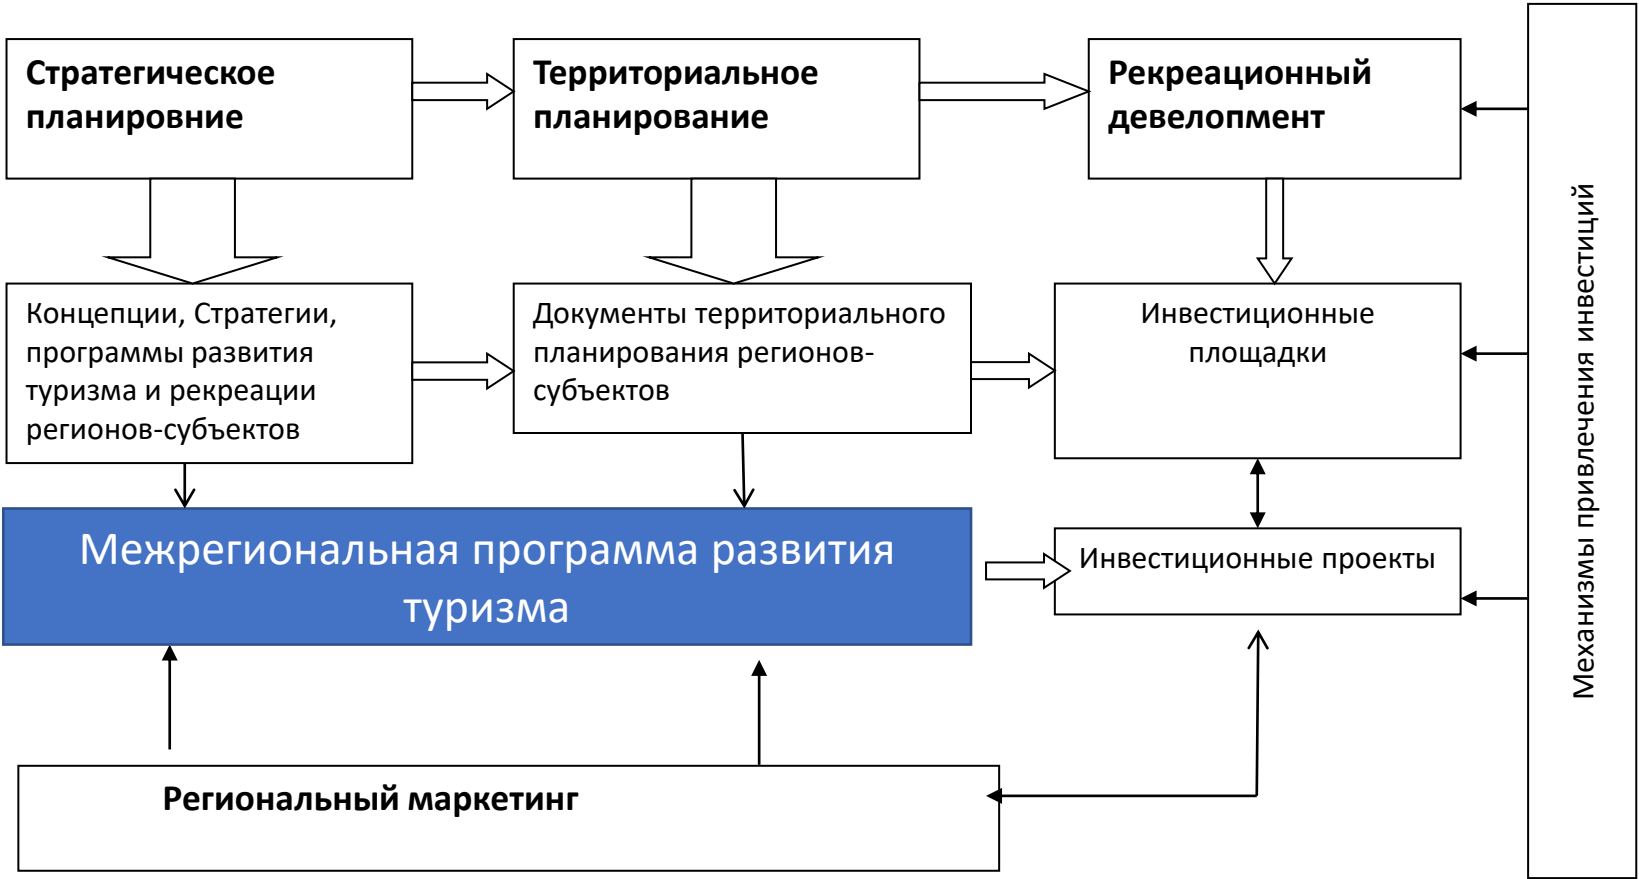 Стратегическое
планировние
Территориальное
планирование
Рекреационный
девелопмент
Концепции, Стратегии,
программы развития
туризма и рекреации
регионов-субъектов
Документы территориального
планирования регионов-
субъектов
Инвестиционные
площадки
Межрегиональная программа развития
туризма
Инвестиционные проекты
Региональный маркетинг
Механизмы привлечения инвестиций